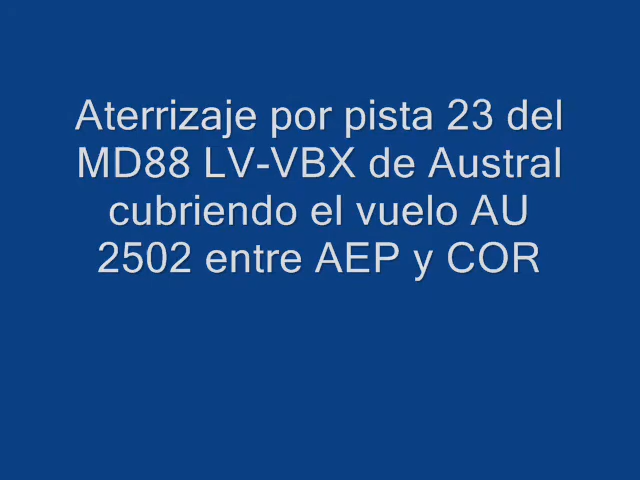 Aterrizaje por pista 23 del
MD88 LV-VBX de Austral
cubriendo el vuelo AU
2502 entre AEP y COR